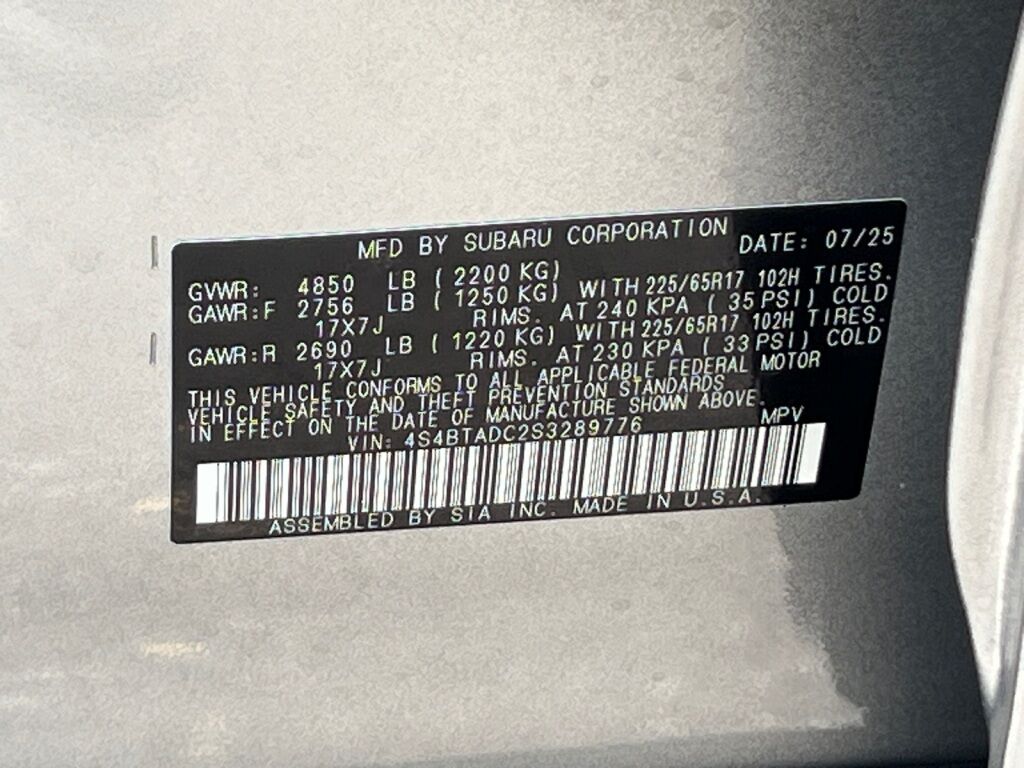 MFD BY SUBARU CORPORATION DATE: 07/25
GVWR: 4850 LB ( 2200 KG)
GAWR:F 2756 LB ( 1250 KG) WITH 225/65R17 102H TIRES.
17X7J RIMS. AT 240 KPA ( 35 PSI) COLD
GAWR:R 2690 LB ( 1220 KG) WITH 225/65R17 102H TIRES.
17X7J RIMS. AT 230 KPA ( 33 PSI) COLD
THIS VEHICLE CONFORMS TO ALL APPLICABLE FEDERAL MOTOR
VEHICLE SAFETY AND THEFT PREVENTION STANDARDS
IN EFFECT ON THE DATE OF MANUFACTURE SHOWN ABOVE.
VIN: 4S4BTADC2S3289776 MPV
ASSEMBLED BY SIA INC. MADE IN U.S.A.